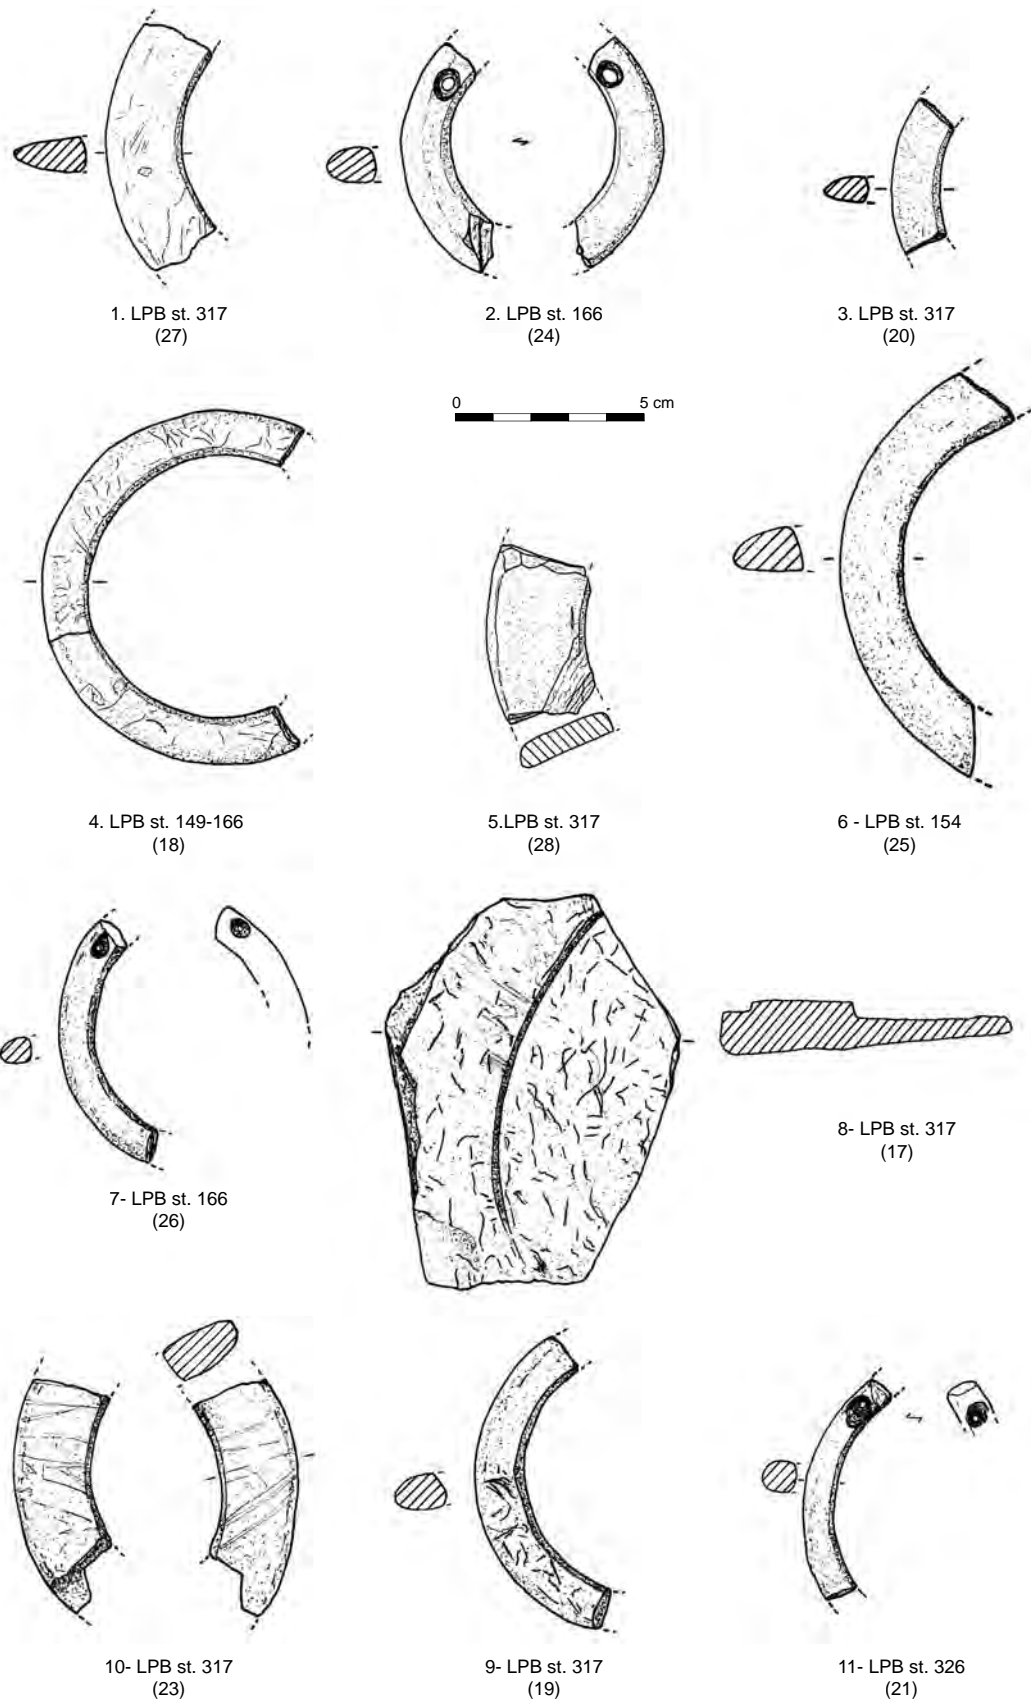 1. LPB st. 317
(27)
2. LPB st. 166
(24)
3. LPB st. 317
(20)
0 5 cm
4. LPB st. 149-166
(18)
5.LPB st. 317
(28)
6 - LPB st. 154
(25)
7- LPB st. 166
(26)
8- LPB st. 317
(17)
10- LPB st. 317
(23)
9- LPB st. 317
(19)
11- LPB st. 326
(21)